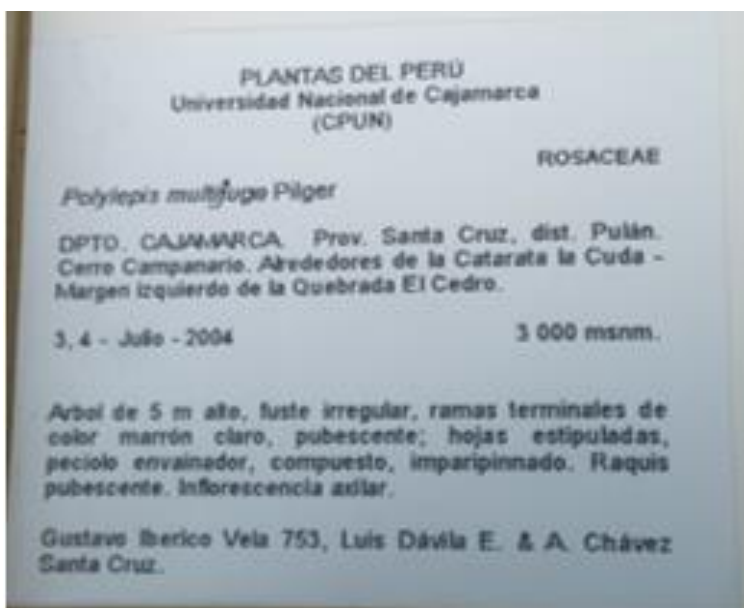 PLANTAS DEL PERÚ
Universidad Nacional de Cajamarca
(CPUN)
ROSACEAE
Polylepis multijuga Pilger
DPTO. CAJAMARCA. Prov. Santa Cruz, dist. Pulán.
Cerro Campanario. Alrededores de la Catarata la Cuda -
Margen izquierdo de la Quebrada El Cedro.
3, 4 - Julio - 2004 3 000 msnm.
Arbol de 5 m alto, fuste irregular, ramas terminales de
color marrón claro, pubescente; hojas estipuladas,
peciolo envainador, compuesto, imparipinnado. Raquis
pubescente. Inflorescencia axilar.
Gustavo Iberico Vela 753, Luis Dávila E. & A. Chávez
Santa Cruz.